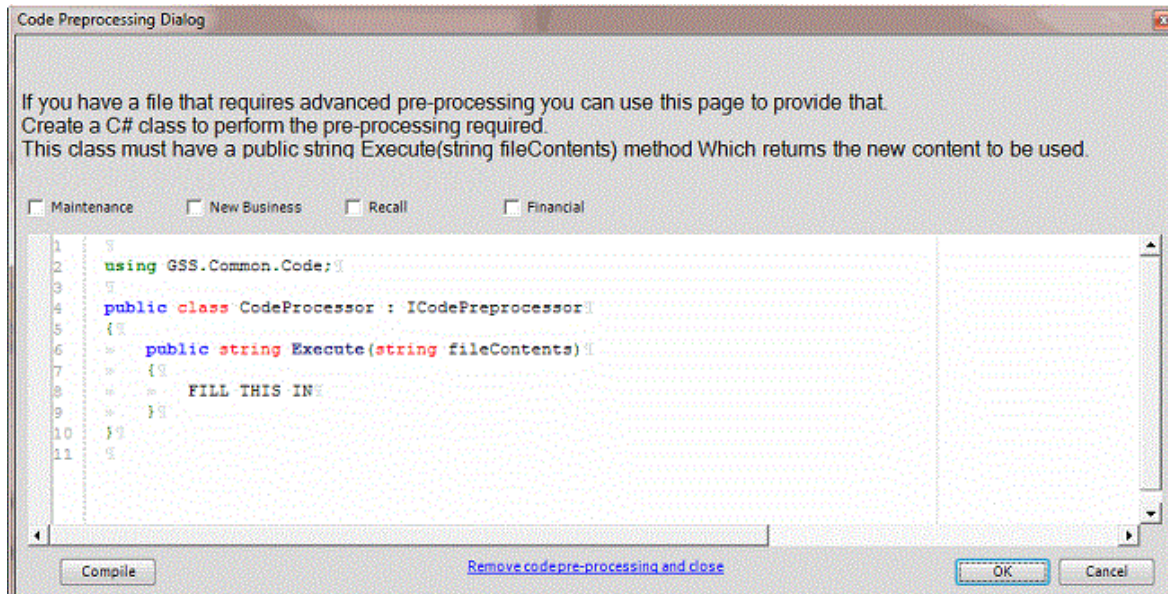 Code Preprocessing Dialog
If you have a file that requires advanced pre-processing you can use this page to provide that.
Create a C# class to perform the pre-processing required.
This class must have a public string Execute(string fileContents) method Which returns the new content to be used.
Maintenance New Business Recall Financial
1
2 using GSS.Common.Code;
3
4 public class CodeProcessor : ICodePreprocessor
5 {
6 public string Execute(string fileContents)
7 {
8 FILL THIS IN
9 }
10 }
11
Compile Remove codepre-processing and close OK Cancel